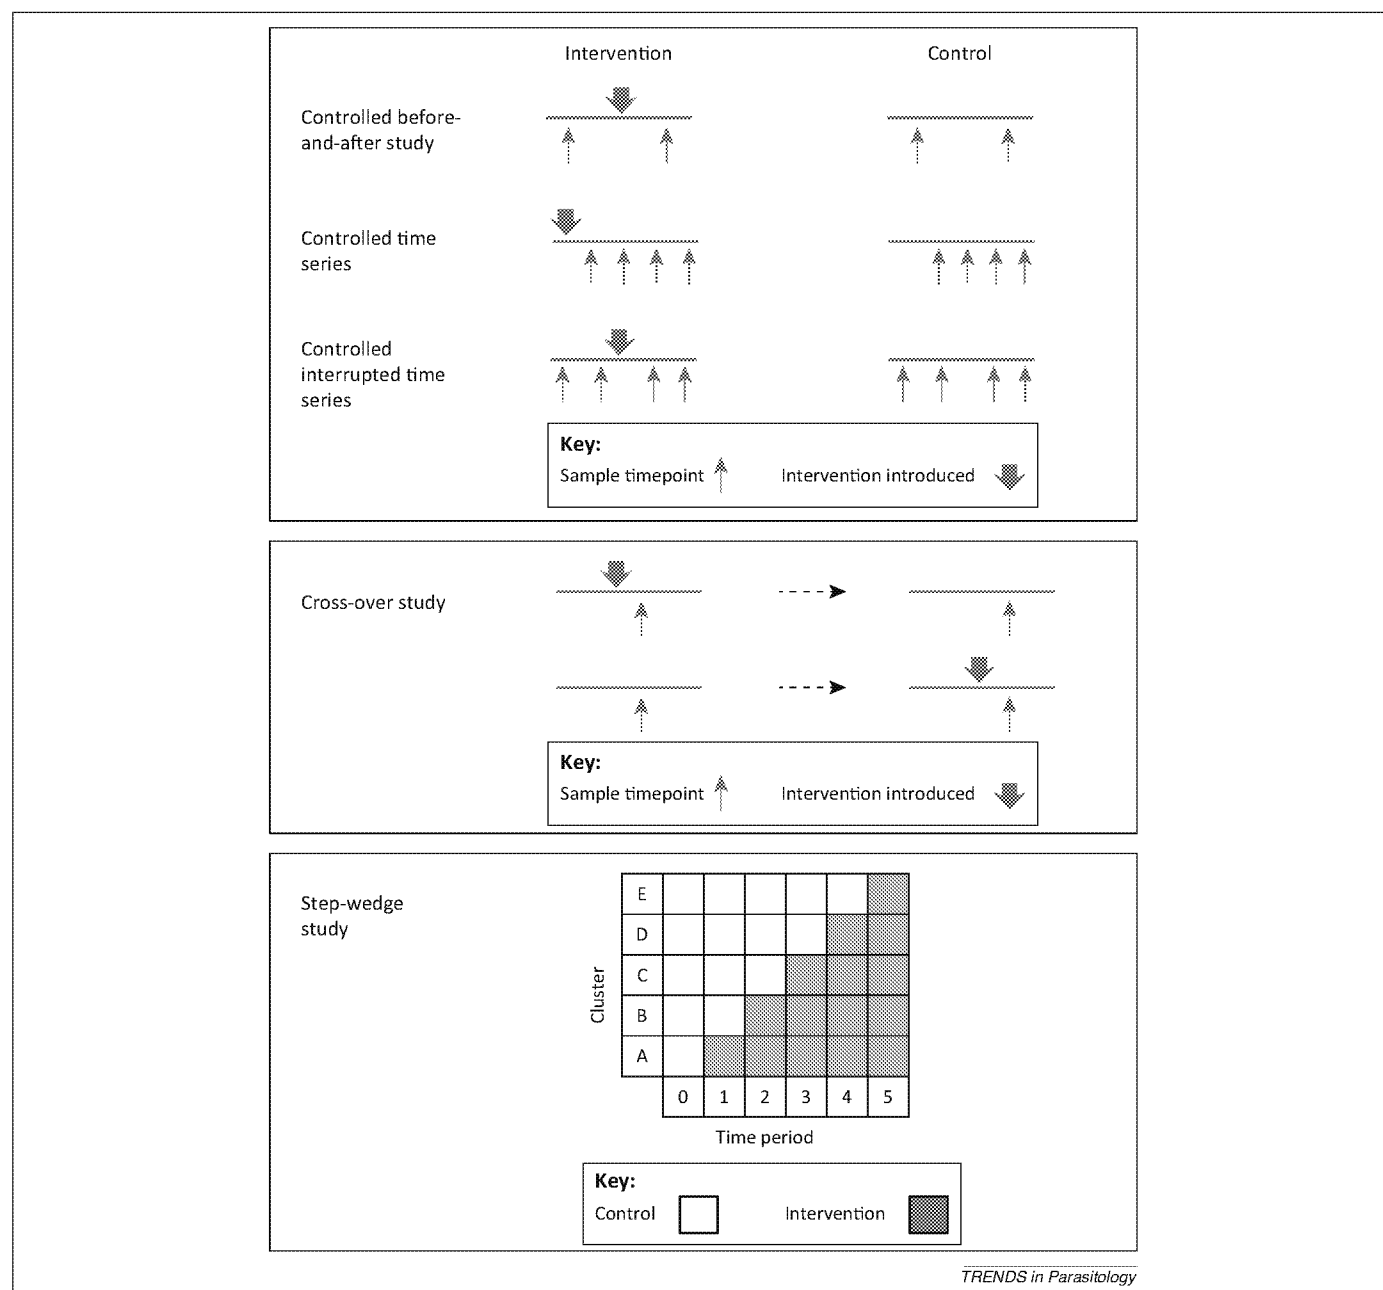 Intervention Control
Controlled before-
and-after study
Controlled time
series
Controlled
interrupted time
series
Key:
Sample timepoint Intervention introduced
Cross-over study
Key:
Sample timepoint Intervention introduced
Step-wedge
study
Cluster
E
D
C
B
A
0 1 2 3 4 5
Time period
Key:
Control Intervention
TRENDS in Parasitology